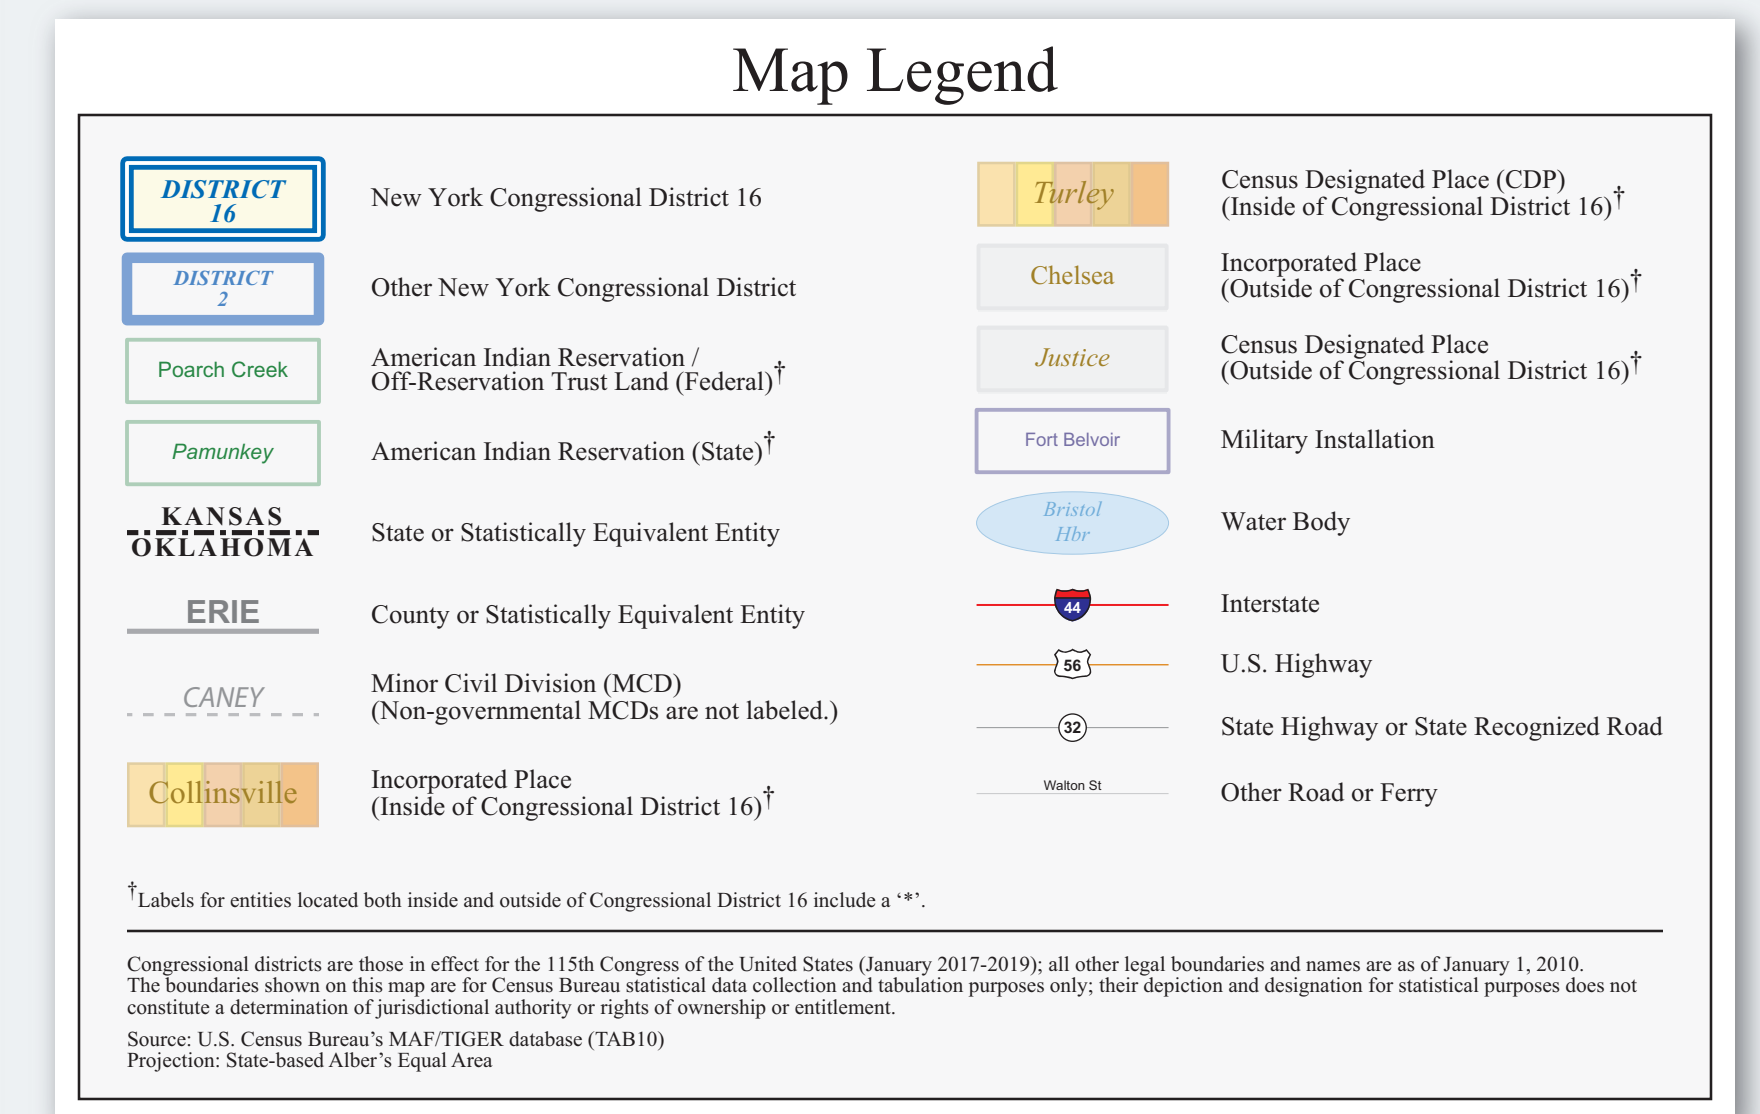 Map Legend
DISTRICT
16
New York Congressional District 16
DISTRICT
2
Other New York Congressional District
Poarch Creek
American Indian Reservation /
Off-Reservation Trust Land (Federal)†
Pamunkey
American Indian Reservation (State)†
KANSAS
OKLAHOMA
State or Statistically Equivalent Entity
ERIE
County or Statistically Equivalent Entity
CANEY
Minor Civil Division (MCD)
(Non-governmental MCDs are not labeled.)
Collinsville
Incorporated Place
(Inside of Congressional District 16)†
Turley
Census Designated Place (CDP)
(Inside of Congressional District 16)†
Chelsea
Incorporated Place
(Outside of Congressional District 16)†
Justice
Census Designated Place
(Outside of Congressional District 16)†
Fort Belvoir
Military Installation
Bristol
Hbr
Water Body
44
Interstate
56
U.S. Highway
32
State Highway or State Recognized Road
Walton St
Other Road or Ferry
†Labels for entities located both inside and outside of Congressional District 16 include a ‘*’.
Congressional districts are those in effect for the 115th Congress of the United States (January 2017-2019); all other legal boundaries and names are as of January 1, 2010.
The boundaries shown on this map are for Census Bureau statistical data collection and tabulation purposes only; their depiction and designation for statistical purposes does not
constitute a determination of jurisdictional authority or rights of ownership or entitlement.
Source: U.S. Census Bureau’s MAF/TIGER database (TAB10)
Projection: State-based Alber’s Equal Area